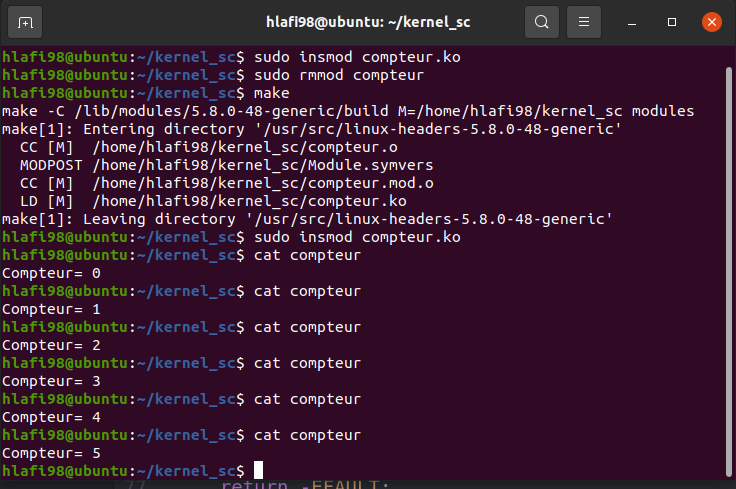 hlafi98@ubuntu: ~/kernel_sc
hlafi98@ubuntu:~/kernel_sc$ sudo insmod compteur.ko
hlafi98@ubuntu:~/kernel_sc$ sudo rmmod compteur
hlafi98@ubuntu:~/kernel_sc$ make
make -C /lib/modules/5.8.0-48-generic/build M=/home/hlafi98/kernel_sc modules
make[1]: Entering directory '/usr/src/linux-headers-5.8.0-48-generic'
  CC [M]  /home/hlafi98/kernel_sc/compteur.o
  MODPOST /home/hlafi98/kernel_sc/Module.symvers
  CC [M]  /home/hlafi98/kernel_sc/compteur.mod.o
  LD [M]  /home/hlafi98/kernel_sc/compteur.ko
make[1]: Leaving directory '/usr/src/linux-headers-5.8.0-48-generic'
hlafi98@ubuntu:~/kernel_sc$ sudo insmod compteur.ko
hlafi98@ubuntu:~/kernel_sc$ cat compteur
Compteur= 0
hlafi98@ubuntu:~/kernel_sc$ cat compteur
Compteur= 1
hlafi98@ubuntu:~/kernel_sc$ cat compteur
Compteur= 2
hlafi98@ubuntu:~/kernel_sc$ cat compteur
Compteur= 3
hlafi98@ubuntu:~/kernel_sc$ cat compteur
Compteur= 4
hlafi98@ubuntu:~/kernel_sc$ cat compteur
Compteur= 5
hlafi98@ubuntu:~/kernel_sc$
77 return -EFAULT;